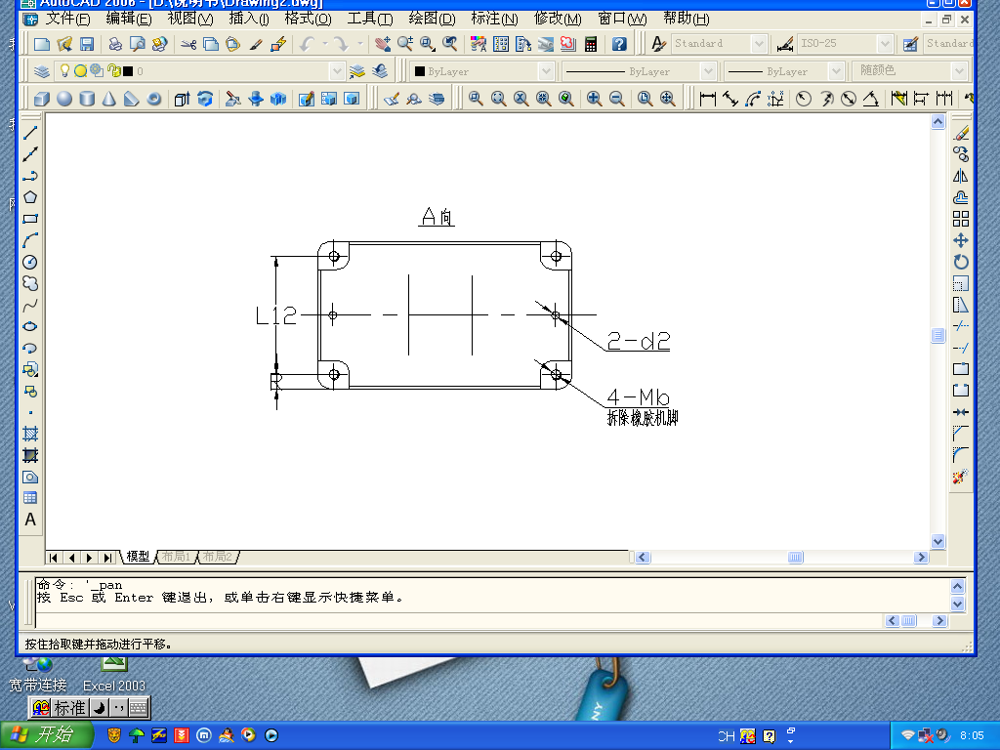 AutoCAD 2006 - [D:\说明书\Drawing2.dwg]
文件(F) 编辑(E) 视图(V) 插入(I) 格式(O) 工具(T) 绘图(D) 标注(N) 修改(M) 窗口(W) 帮助(H)
Standard ISO-25 Standard
0 ByLayer ByLayer ByLayer 随颜色
A向
L12
R
2-d2
4-Mb
拆除橡胶机脚
A
模型 布局1 布局2
命令: '_pan
按 Esc 或 Enter 键退出，或单击右键显示快捷菜单。
按住拾取键并拖动进行平移。
宽带连接 Excel 2003
标准
NY
开始 CH 8:05